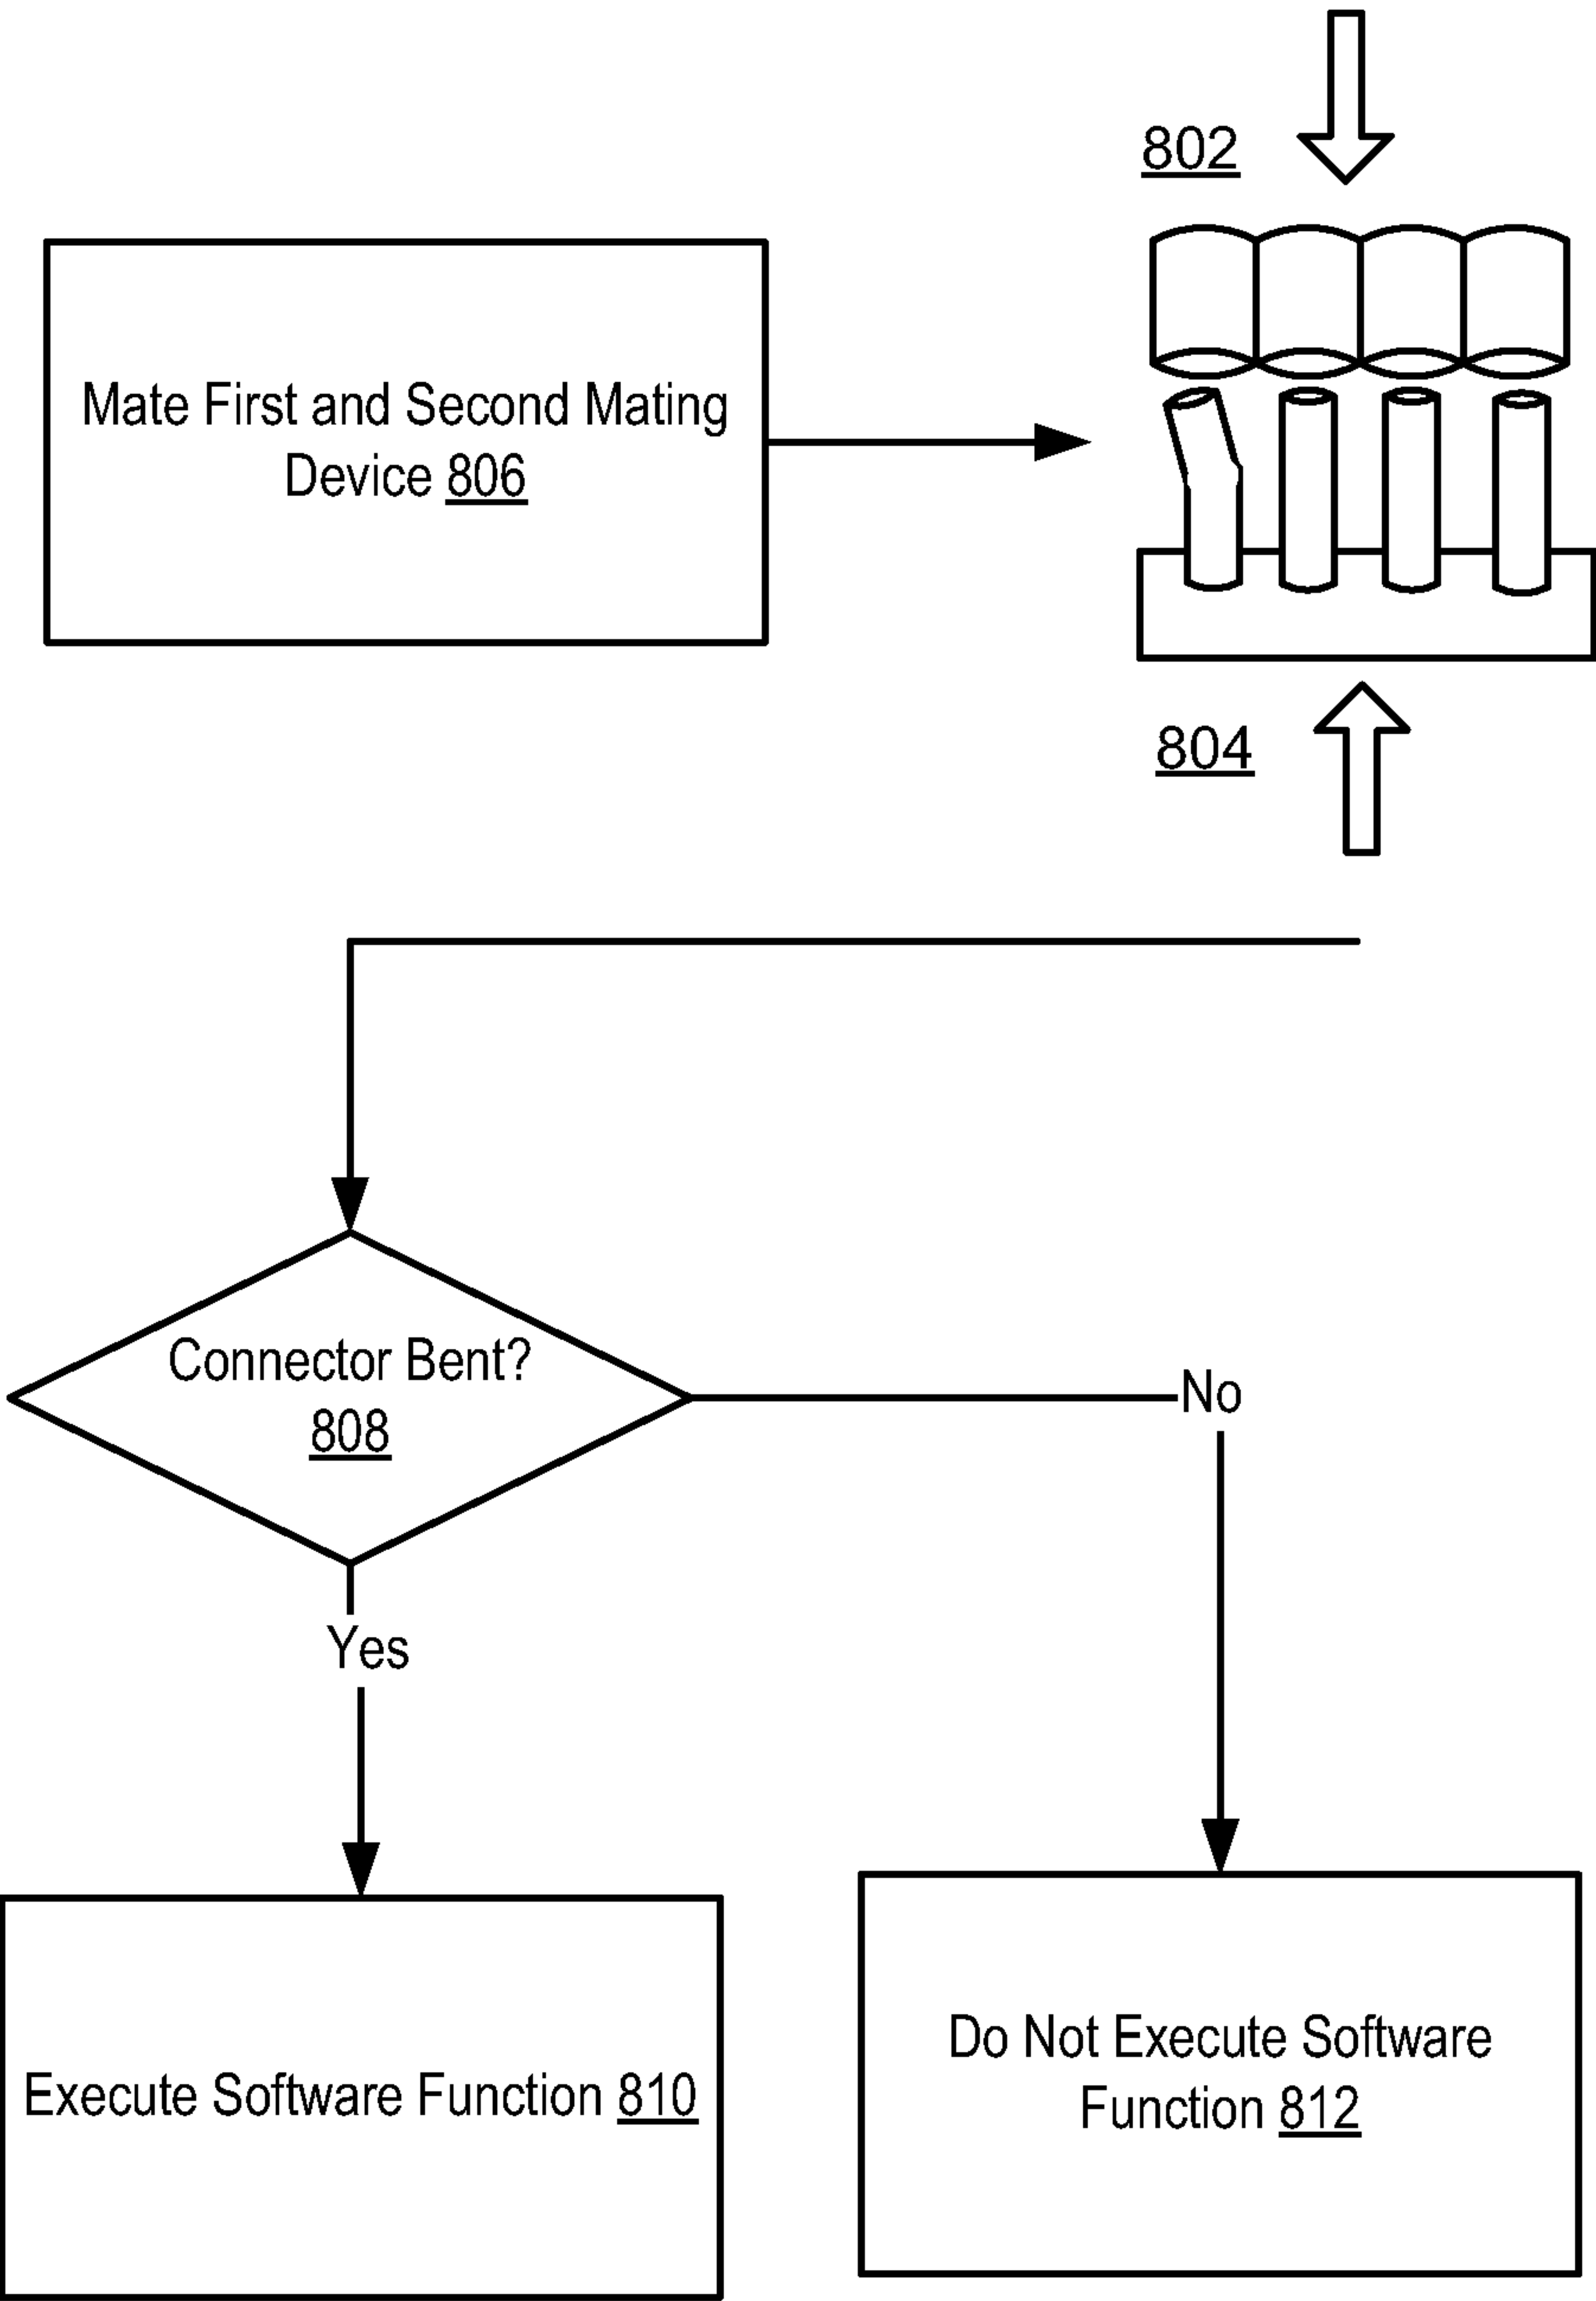 802
Mate First and Second Mating
Device 806
804
Connector Bent?
808
No
Yes
Do Not Execute Software
Function 812
Execute Software Function 810